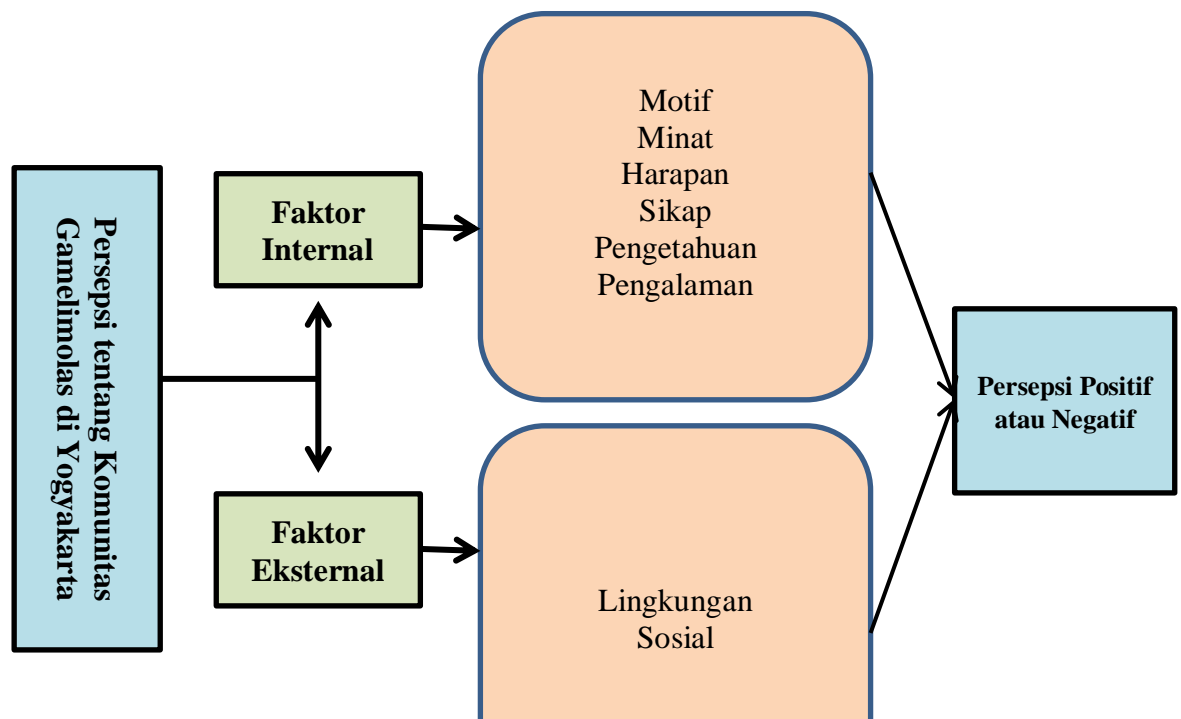 Persepsi tentang Komunitas
Gamelimolas di Yogyakarta
Faktor
Internal
Motif
Minat
Harapan
Sikap
Pengetahuan
Pengalaman
Faktor
Eksternal
Lingkungan
Sosial
Persepsi Positif
atau Negatif